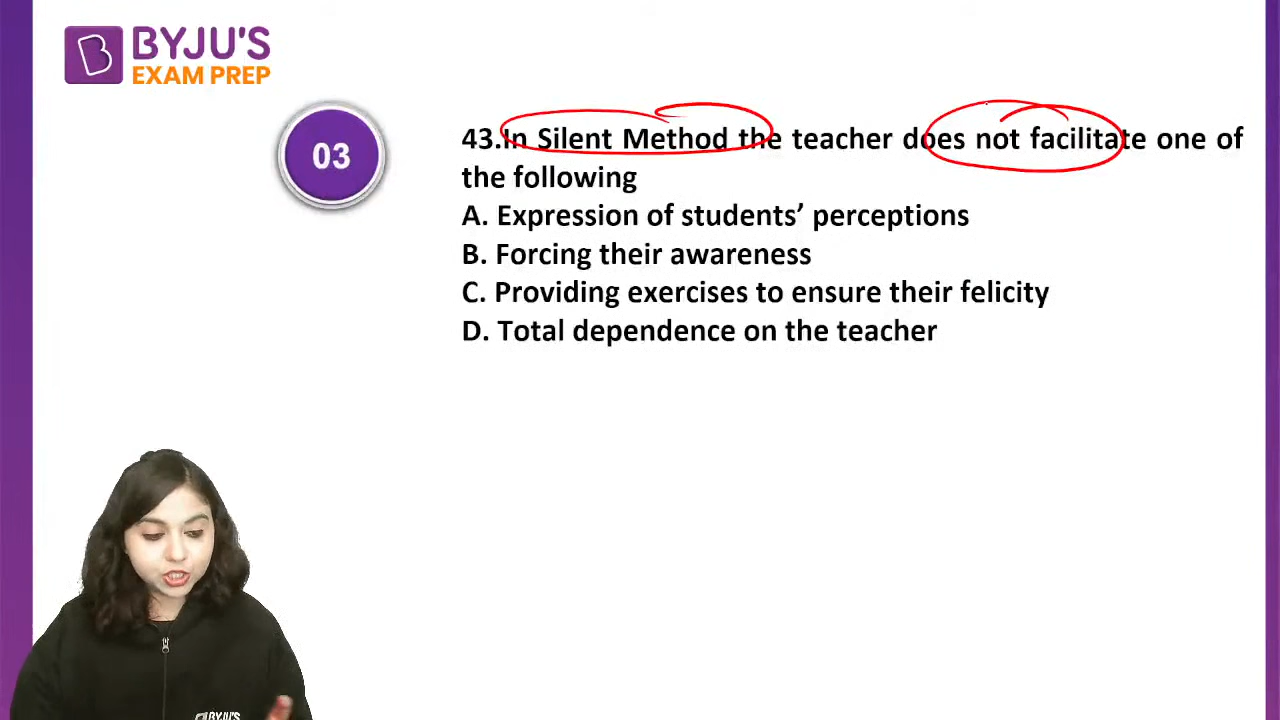 BYJU'S
EXAM PREP
03
43.In Silent Method the teacher does not facilitate one of
the following
A. Expression of students’ perceptions
B. Forcing their awareness
C. Providing exercises to ensure their felicity
D. Total dependence on the teacher
BYJU'S